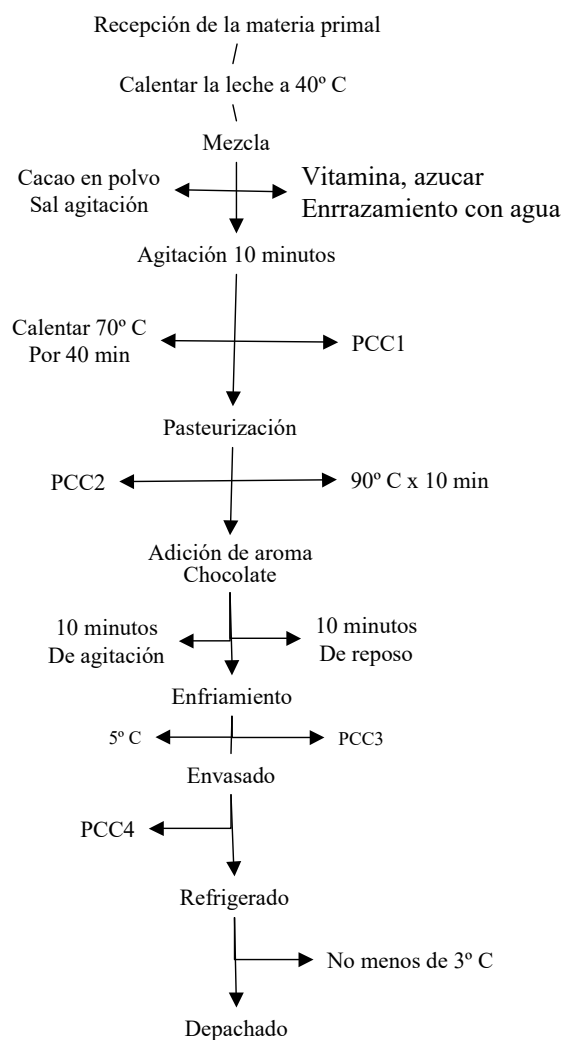 Recepción de la materia primal
Calentar la leche a 40º C
Mezcla
Cacao en polvo
Sal agitación
Vitamina, azucar
Enrrazamiento con agua
Agitación 10 minutos
Calentar 70º C
Por 40 min
PCC1
Pasteurización
PCC2
90º C x 10 min
Adición de aroma
Chocolate
10 minutos
De agitación
10 minutos
De reposo
Enfriamiento
5º C
PCC3
Envasado
PCC4
Refrigerado
No menos de 3º C
Depachado